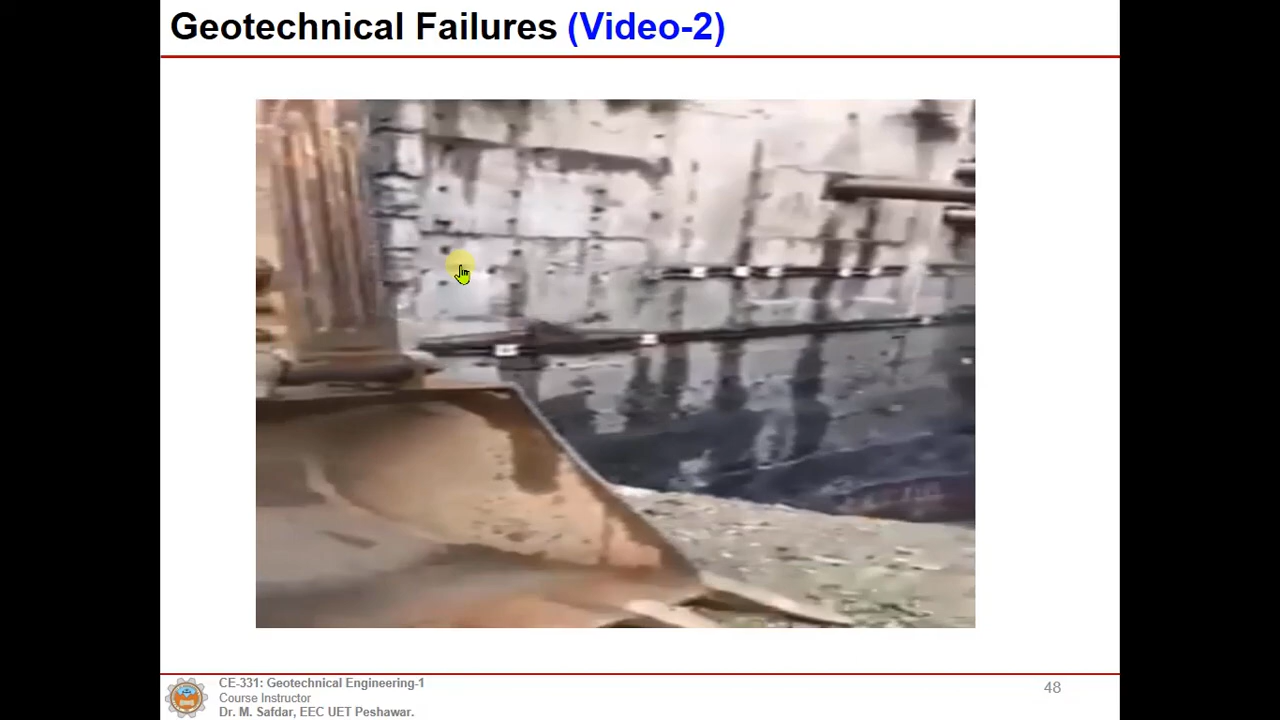 Geotechnical Failures (Video-2)
CE-331: Geotechnical Engineering-1
Course Instructor
Dr. M. Safdar, EEC UET Peshawar.
48